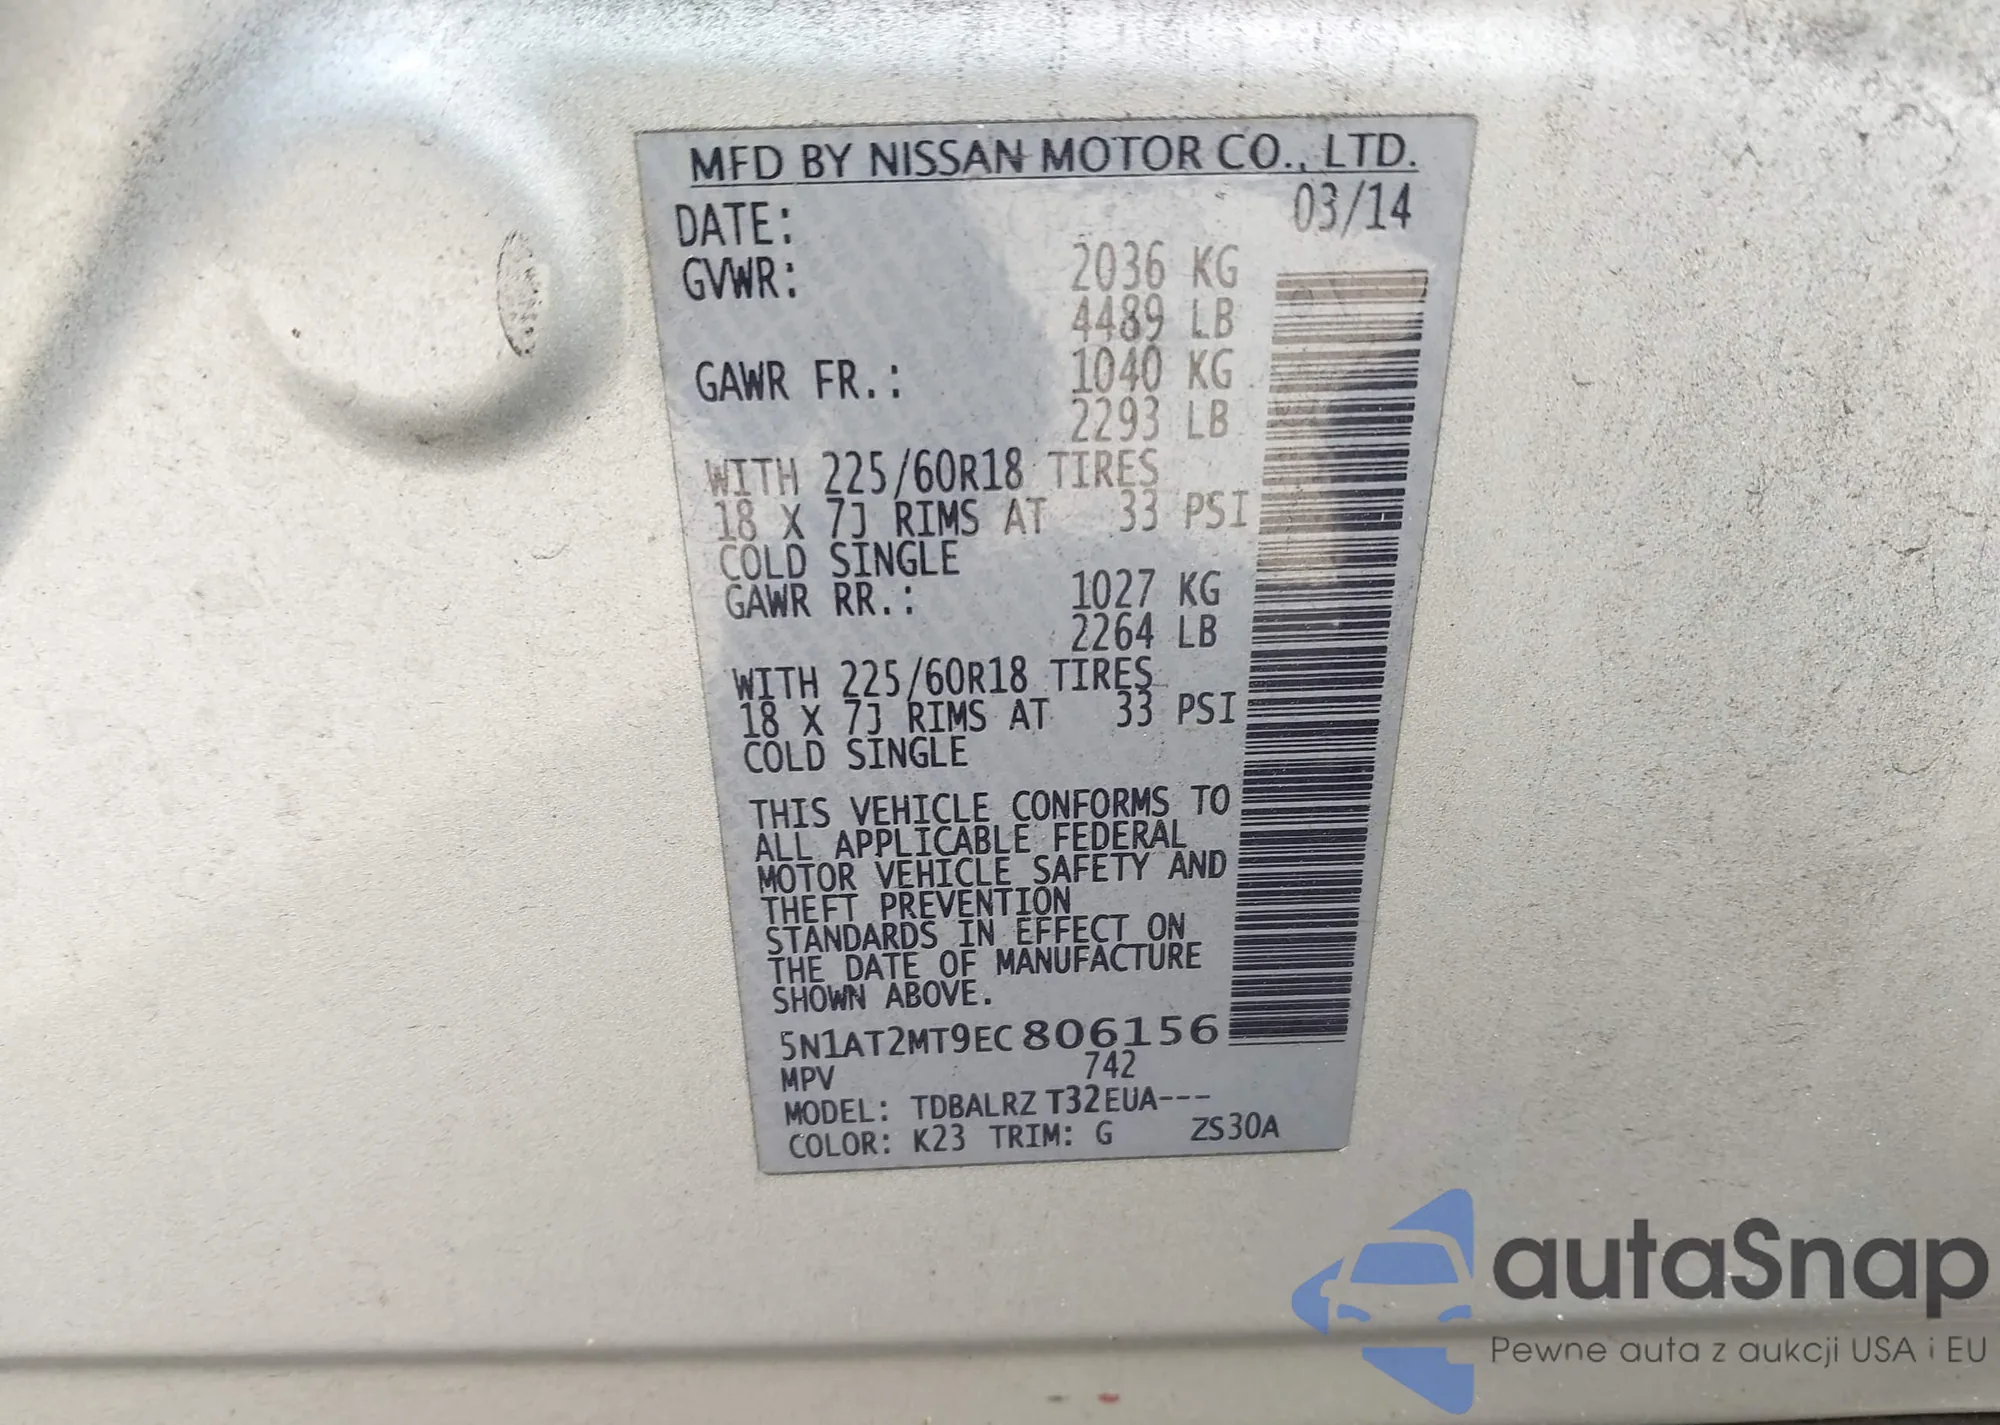 MFD BY NISSAN MOTOR CO., LTD.
DATE: 03/14
GVWR: 2036 KG
4489 LB
GAWR FR.: 1040 KG
2293 LB
WITH 225/60R18 TIRES
18 X 7J RIMS AT 33 PSI
COLD SINGLE
GAWR RR.: 1027 KG
2264 LB
WITH 225/60R18 TIRES
18 X 7J RIMS AT 33 PSI
COLD SINGLE
THIS VEHICLE CONFORMS TO
ALL APPLICABLE FEDERAL
MOTOR VEHICLE SAFETY AND
THEFT PREVENTION
STANDARDS IN EFFECT ON
THE DATE OF MANUFACTURE
SHOWN ABOVE.
5N1AT2MT9EC806156
MPV 742
MODEL: TDBALRZ T32EUA---
COLOR: K23 TRIM: G ZS30A
autaSnap
Pewne auta z aukcji USA i EU